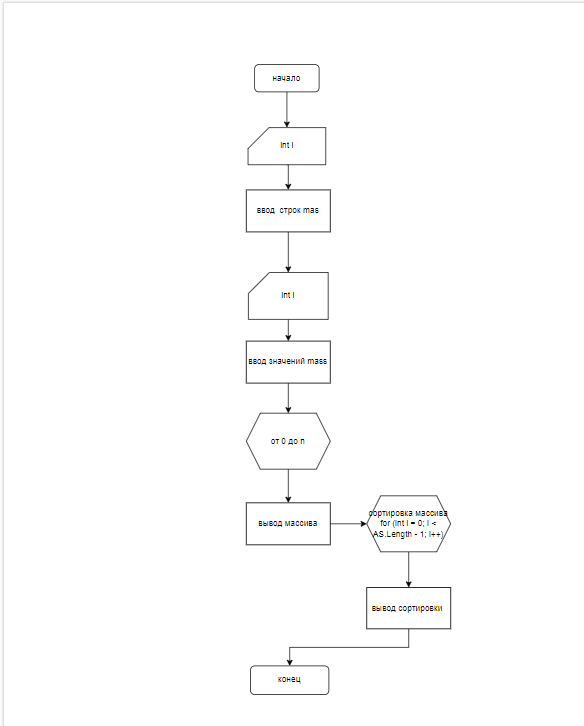 начало
int i
ввод строк mas
int i
ввод значений mass
от 0 до n
вывод массива
сортировка массива
for (int i = 0; i <
AS.Length - 1; i++)
вывод сортировки
конец